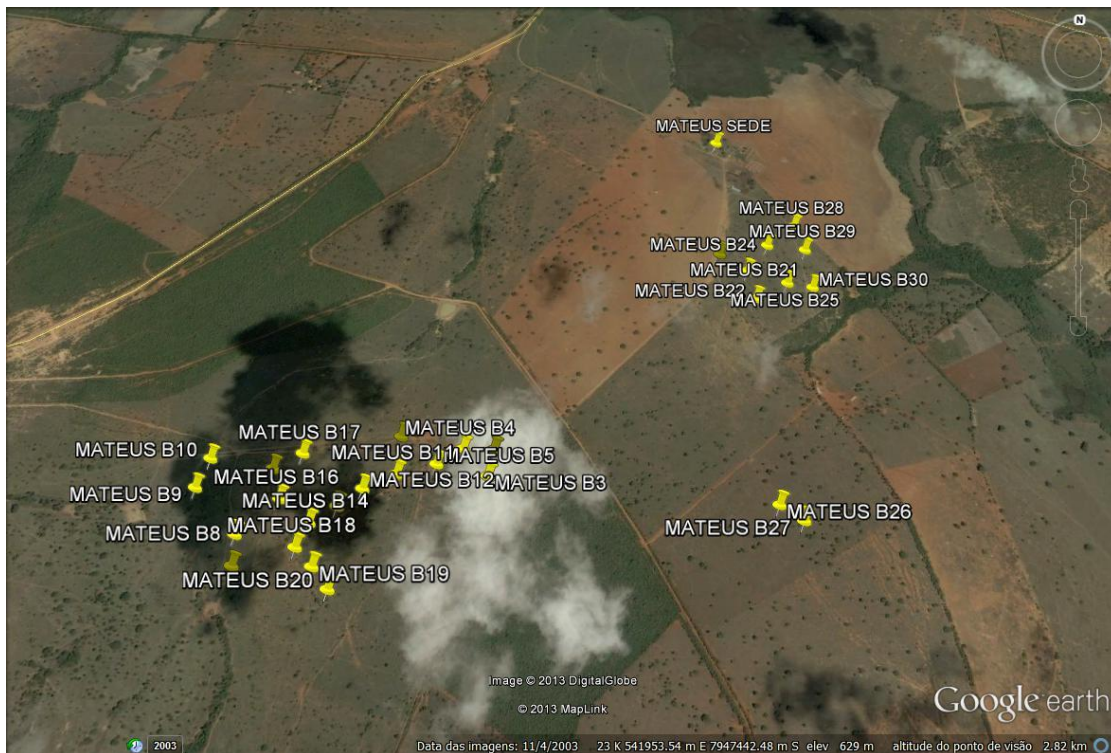 N
MATEUS SEDE
MATEUS B28
MATEUS B29
MATEUS B24
MATEUS B21
MATEUS B30
MATEUS B22
MATEUS B25
MATEUS B4
MATEUS B17
MATEUS B10
MATEUS B11
MATEUS B5
MATEUS B16
MATEUS B12
MATEUS B3
MATEUS B9
MATEUS B14
MATEUS B26
MATEUS B18
MATEUS B27
MATEUS B8
MATEUS B19
MATEUS B20
Image © 2013 DigitalGlobe
Google earth
© 2013 MapLink
2003
Data das imagens: 11/4/2003 23 K 541953.54 m E 7947442.48 m S elev 629 m altitude do ponto de visão 2.82 km